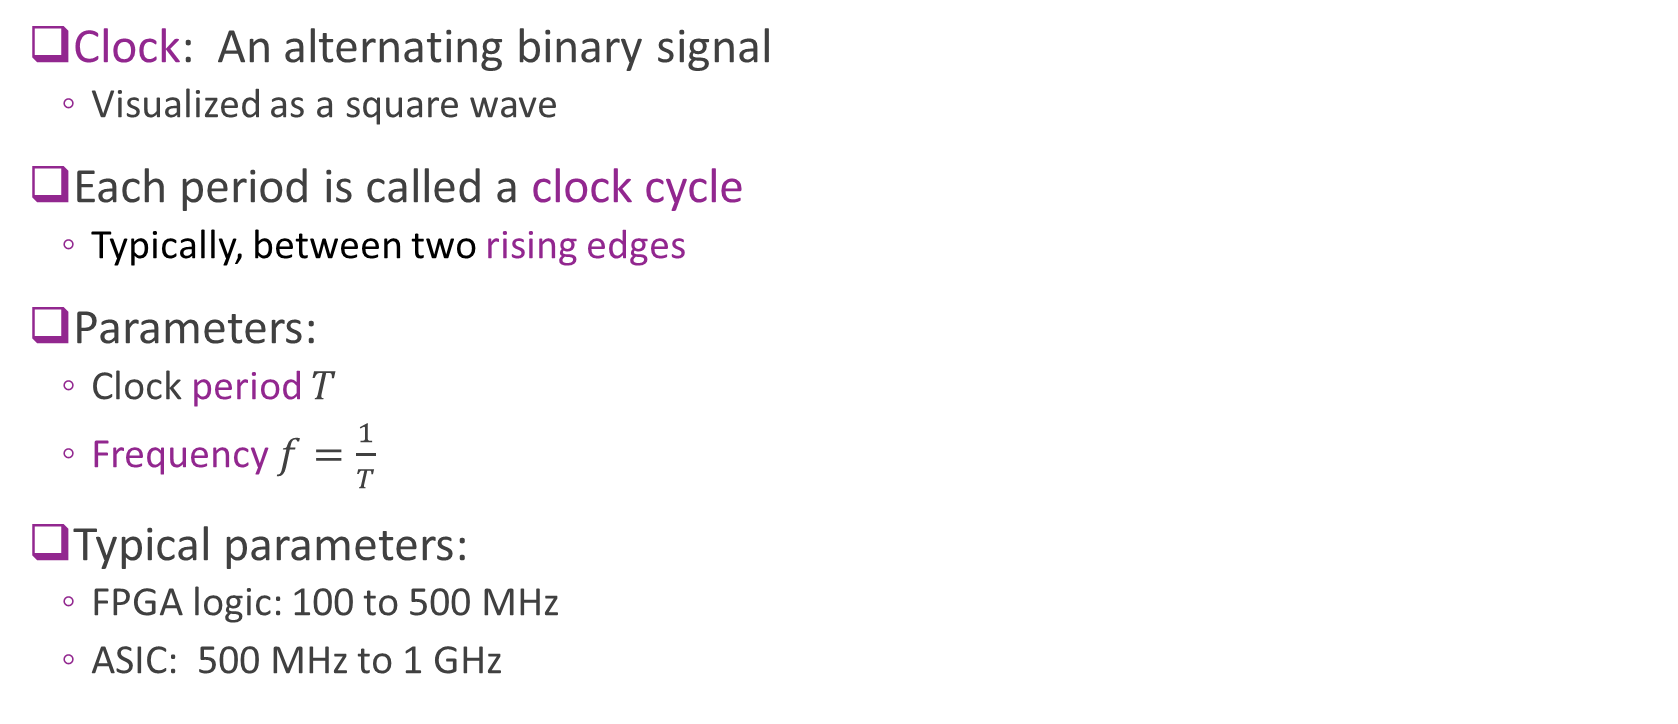 ❑Clock: An alternating binary signal
◦ Visualized as a square wave
❑Each period is called a clock cycle
◦ Typically, between two rising edges
❑Parameters:
◦ Clock period T
◦ Frequency f = 1/T
❑Typical parameters:
◦ FPGA logic: 100 to 500 MHz
◦ ASIC: 500 MHz to 1 GHz